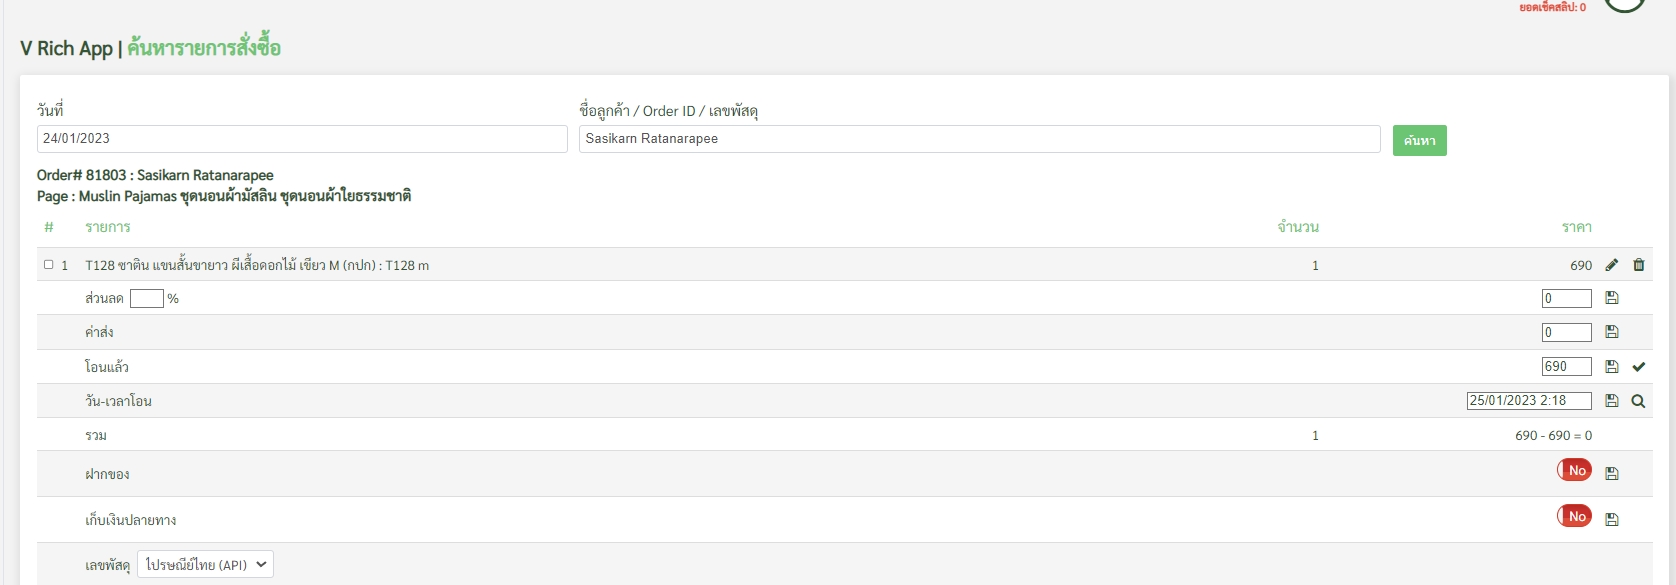 ยอดเช็คสลิป: 0
V Rich App | ค้นหารายการสั่งซื้อ
วันที่ ชื่อลูกค้า / Order ID / เลขพัสดุ
24/01/2023 Sasikarn Ratanarapee ค้นหา
Order# 81803 : Sasikarn Ratanarapee
Page : Muslin Pajamas ชุดนอนผ้ามัสลิน ชุดนอนผ้าใยธรรมชาติ
# รายการ จำนวน ราคา
1 T128 ซาติน แขนสั้นขายาว ผีเสื้อดอกไม้ เขียว M (กปก) : T128 m 1 690
ส่วนลด % 0
ค่าส่ง 0
โอนแล้ว 690
วัน-เวลาโอน 25/01/2023 2:18
รวม 1 690 - 690 = 0
ฝากของ No
เก็บเงินปลายทาง No
เลขพัสดุ ไปรษณีย์ไทย (API)